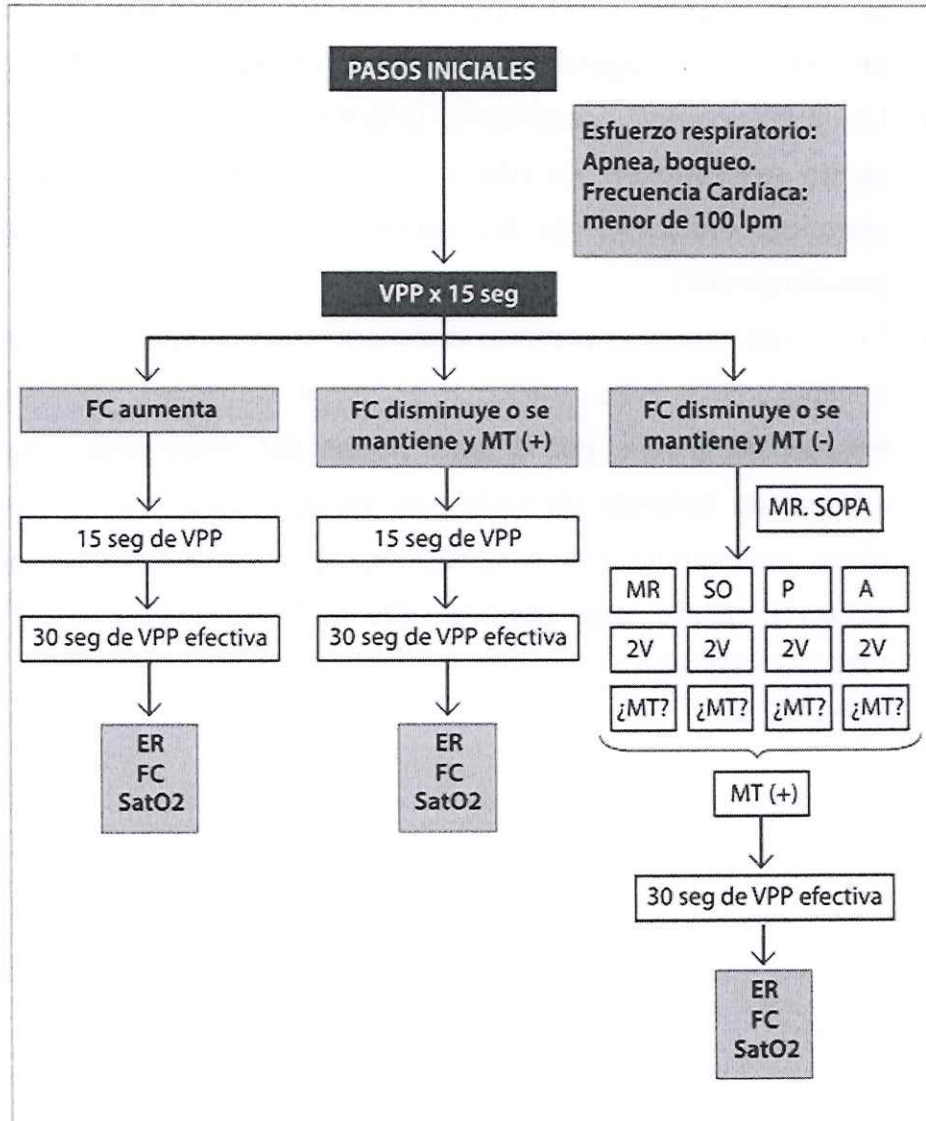 PASOS INICIALES
Esfuerzo respiratorio:
Apnea, boqueo.
Frecuencia Cardíaca:
menor de 100 lpm
VPP x 15 seg
FC aumenta
15 seg de VPP
30 seg de VPP efectiva
ER
FC
SatO2
FC disminuye o se
mantiene y MT (+)
15 seg de VPP
30 seg de VPP efectiva
ER
FC
SatO2
FC disminuye o se
mantiene y MT (-)
MR. SOPA
MR SO P A
2V 2V 2V 2V
¿MT? ¿MT? ¿MT? ¿MT?
MT (+)
30 seg de VPP efectiva
ER
FC
SatO2